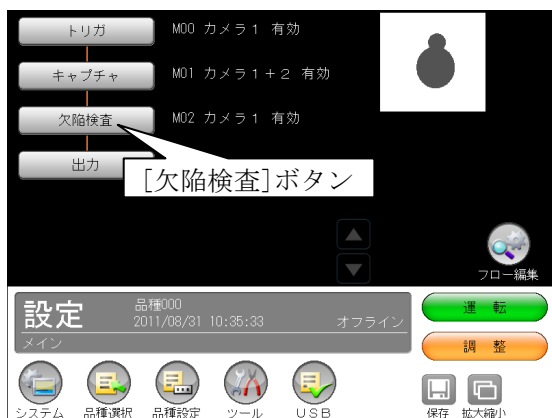 トリガ M00 カメラ1 有効
キャプチャ M01 カメラ1+2 有効
欠陥検査 M02 カメラ1 有効
出力
[欠陥検査]ボタン
フロー編集
設定 品種000
2011/08/31 10:35:33 オフライン
メイン
運 転
調 整
システム 品種選択 品種設定 ツール USB 保存 拡大縮小